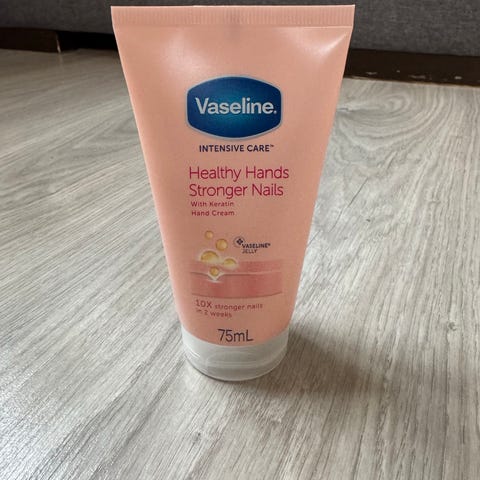 Vaseline.
INTENSIVE CARE™
Healthy Hands
Stronger Nails
With Keratin
Hand Cream
VASELINE®
JELLY
10X stronger nails
in 2 weeks
75mL